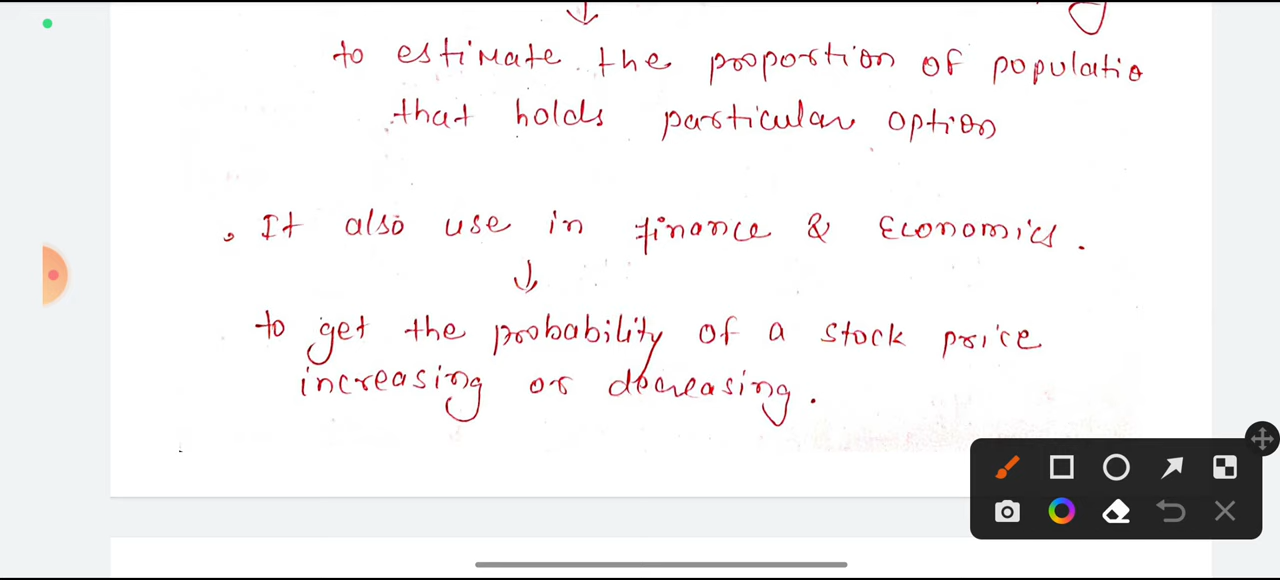 to estimate the proportion of populatio
that holds particular option
. It also use in finance & Economics.
to get the probability of a stock price
increasing or decreasing.